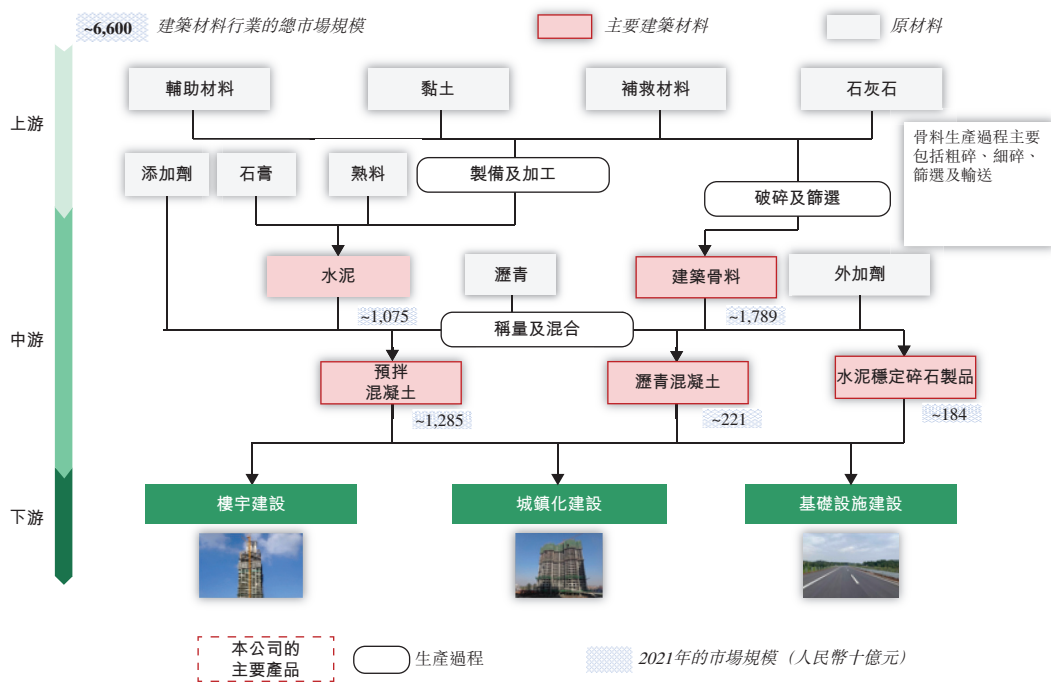 ~6,600 建築材料行業的總市場規模 主要建築材料 原材料
上游
輔助材料 黏土 補救材料 石灰石
骨料生產過程主要
包括粗碎、細碎、
篩選及輸送
添加劑 石膏 熟料 製備及加工
破碎及篩選
中游
水泥 瀝青 建築骨料 外加劑
~1,075 稱量及混合 ~1,789
預拌
混凝土
瀝青混凝土 水泥穩定碎石製品
~1,285 ~221 ~184
下游
樓宇建設 城鎮化建設 基礎設施建設
本公司的
主要產品
生產過程 2021年的市場規模（人民幣十億元）